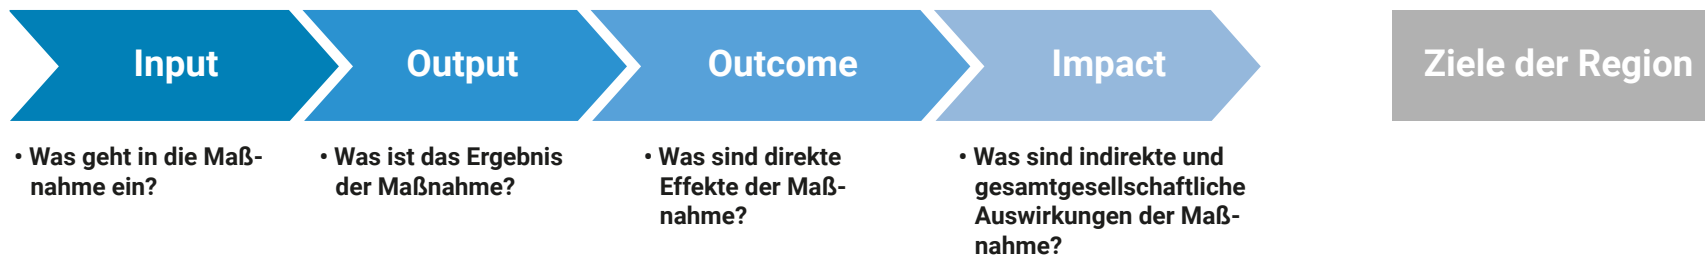 Input
Output
Outcome
Impact
Ziele der Region
• Was geht in die Maß-
nahme ein?
• Was ist das Ergebnis
der Maßnahme?
• Was sind direkte
Effekte der Maß-
nahme?
• Was sind indirekte und
gesamtgesellschaftliche
Auswirkungen der Maß-
nahme?